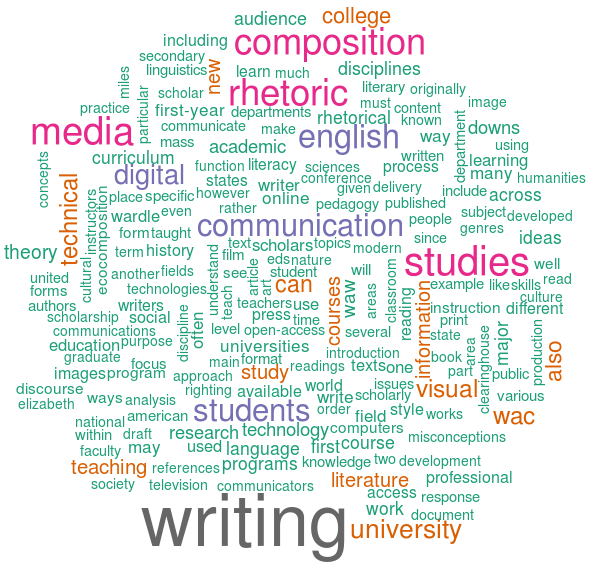 audience college
including composition
secondary
linguistics new learn much disciplines
miles scholar rhetoric literary originally
practice particular first-year departments rhetorical must content image
media communicate make english known way department downs
mass academic written using
concepts curriculum function literacy sciences process learning
digital states conference given delivery many humanities
technical instructors ecocomposition place specific however writer online pedagogy published include across
wardle even rather communication people subject developed
form taught since genres ideas
theory term history text scholars topics modern studies well
cultural understand film eds nature
united another fields see article student will example like skills read
forms technologies teach art can courses waw areas classroom information culture
authors writers teachers use reading instruction different
scholarship social discipline often press time print
communications level open-access several state major production also
education purpose universities introduction book area clearinghouse
graduate focus main format readings texts one part public
images program approach study issues
discourse righting available world scholarly visual various
elizabeth ways analysis students write style works wac
american order field
national research technology computers
within draft misconceptions
faculty may used language first course
teaching references programs knowledge two development
society television communicators literature professional
access response
writing work document
university